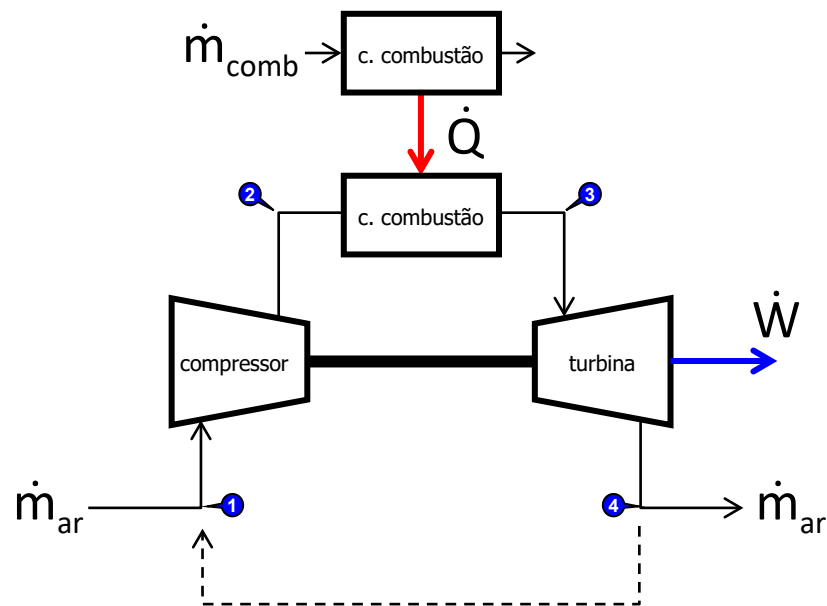 ṁcomb
c. combustão
Q̇
2
c. combustão
3
compressor
turbina
Ẇ
ṁar
1
4
ṁar